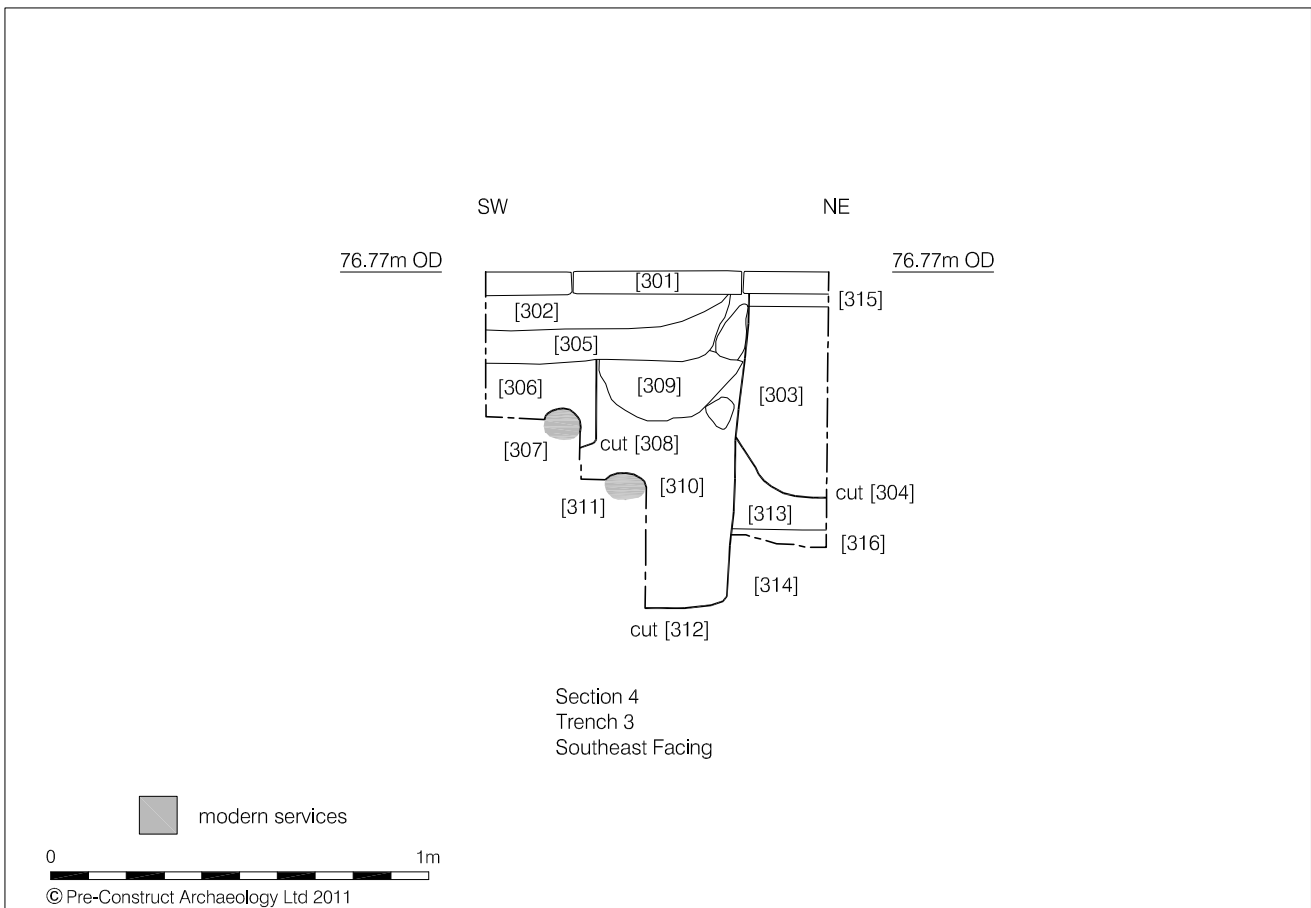 SW NE
76.77m OD 76.77m OD
[301]
[302] [315]
[305]
[306] [309] [303]
[307] cut [308]
[311] [310] cut [304]
[313]
[316]
[314]
cut [312]
Section 4
Trench 3
Southeast Facing
modern services
0 1m
© Pre-Construct Archaeology Ltd 2011